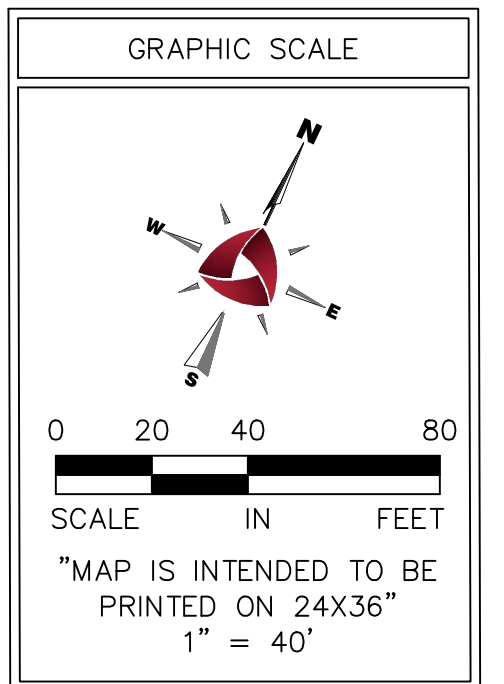 GRAPHIC SCALE
N
W
E
S
0 20 40 80
SCALE IN FEET
"MAP IS INTENDED TO BE
PRINTED ON 24X36"
1" = 40'